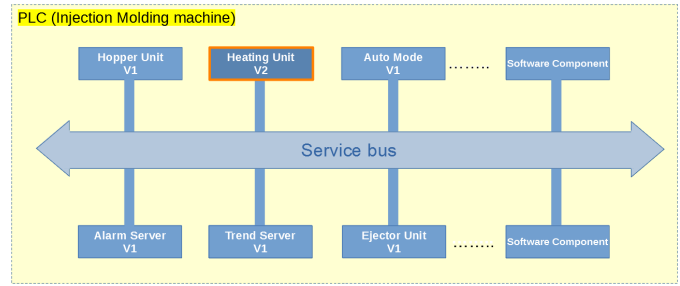 PLC (Injection Molding machine)
Hopper Unit
V1
Heating Unit
V2
Auto Mode
V1
........
Software Component
Service bus
Alarm Server
V1
Trend Server
V1
Ejector Unit
V1
........
Software Component